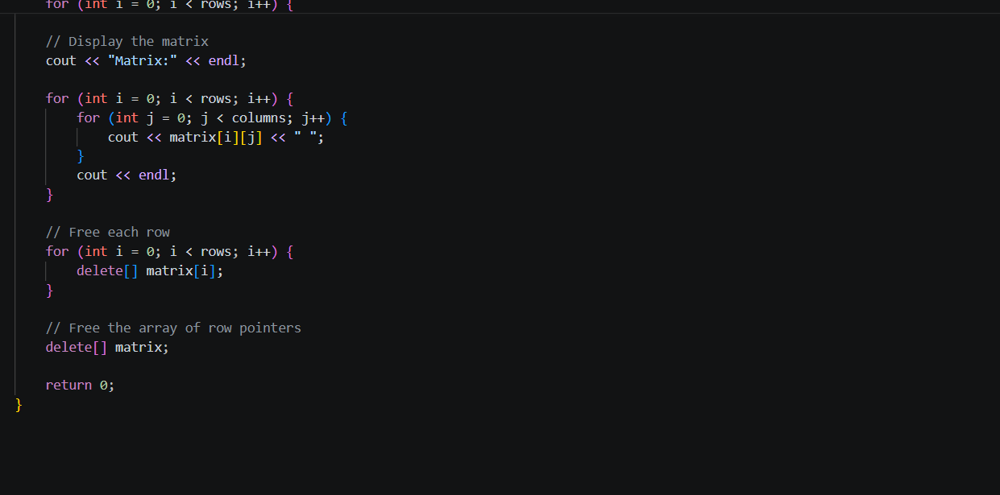 for (int i = 0; i < rows; i++) {
// Display the matrix
cout << "Matrix:" << endl;
for (int i = 0; i < rows; i++) {
for (int j = 0; j < columns; j++) {
cout << matrix[i][j] << " ";
}
cout << endl;
}
// Free each row
for (int i = 0; i < rows; i++) {
delete[] matrix[i];
}
// Free the array of row pointers
delete[] matrix;
return 0;
}